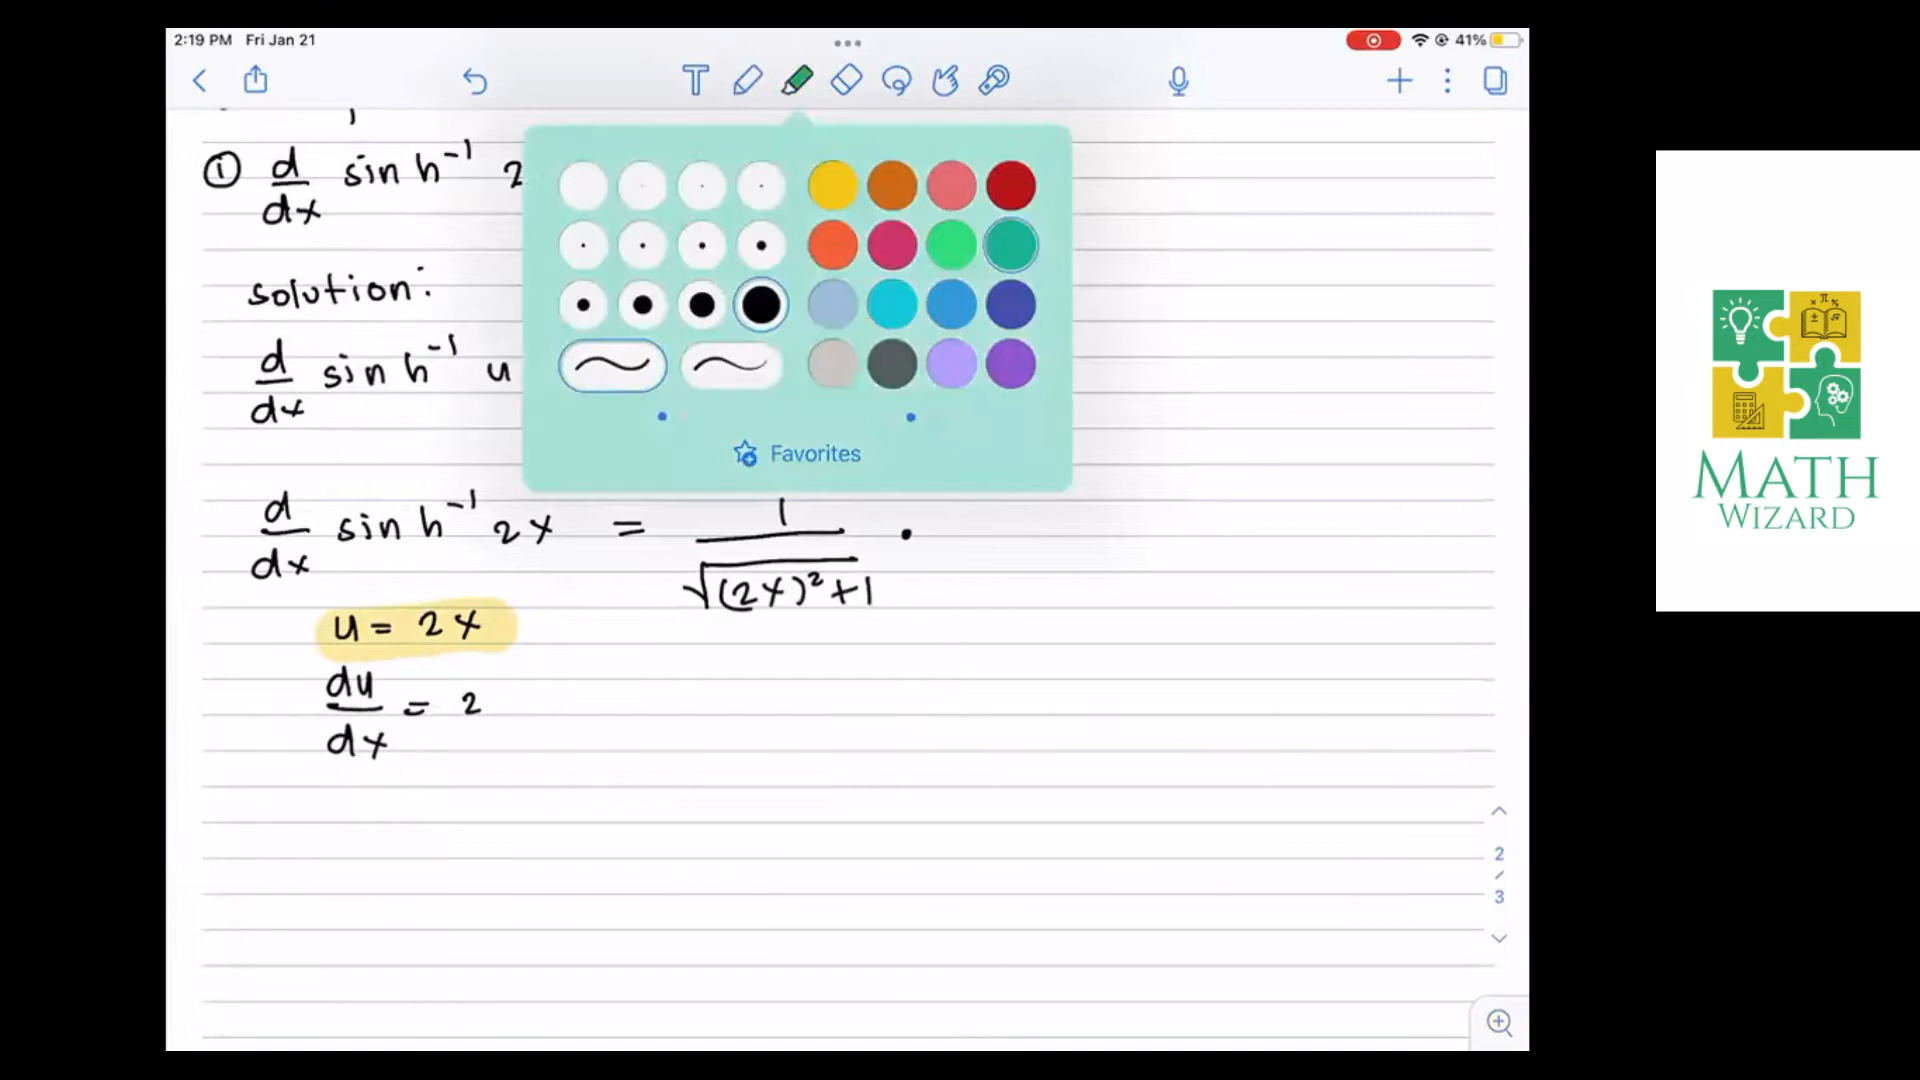 2:19 PM Fri Jan 21
41%
① d/dx sin h⁻¹ 2
solution:
d/dx sin h⁻¹ u
Favorites
d/dx sin h⁻¹ 2x = 1/√((2x)²+1) ·
u = 2x
du/dx = 2
2
/
3
MATH
WIZARD